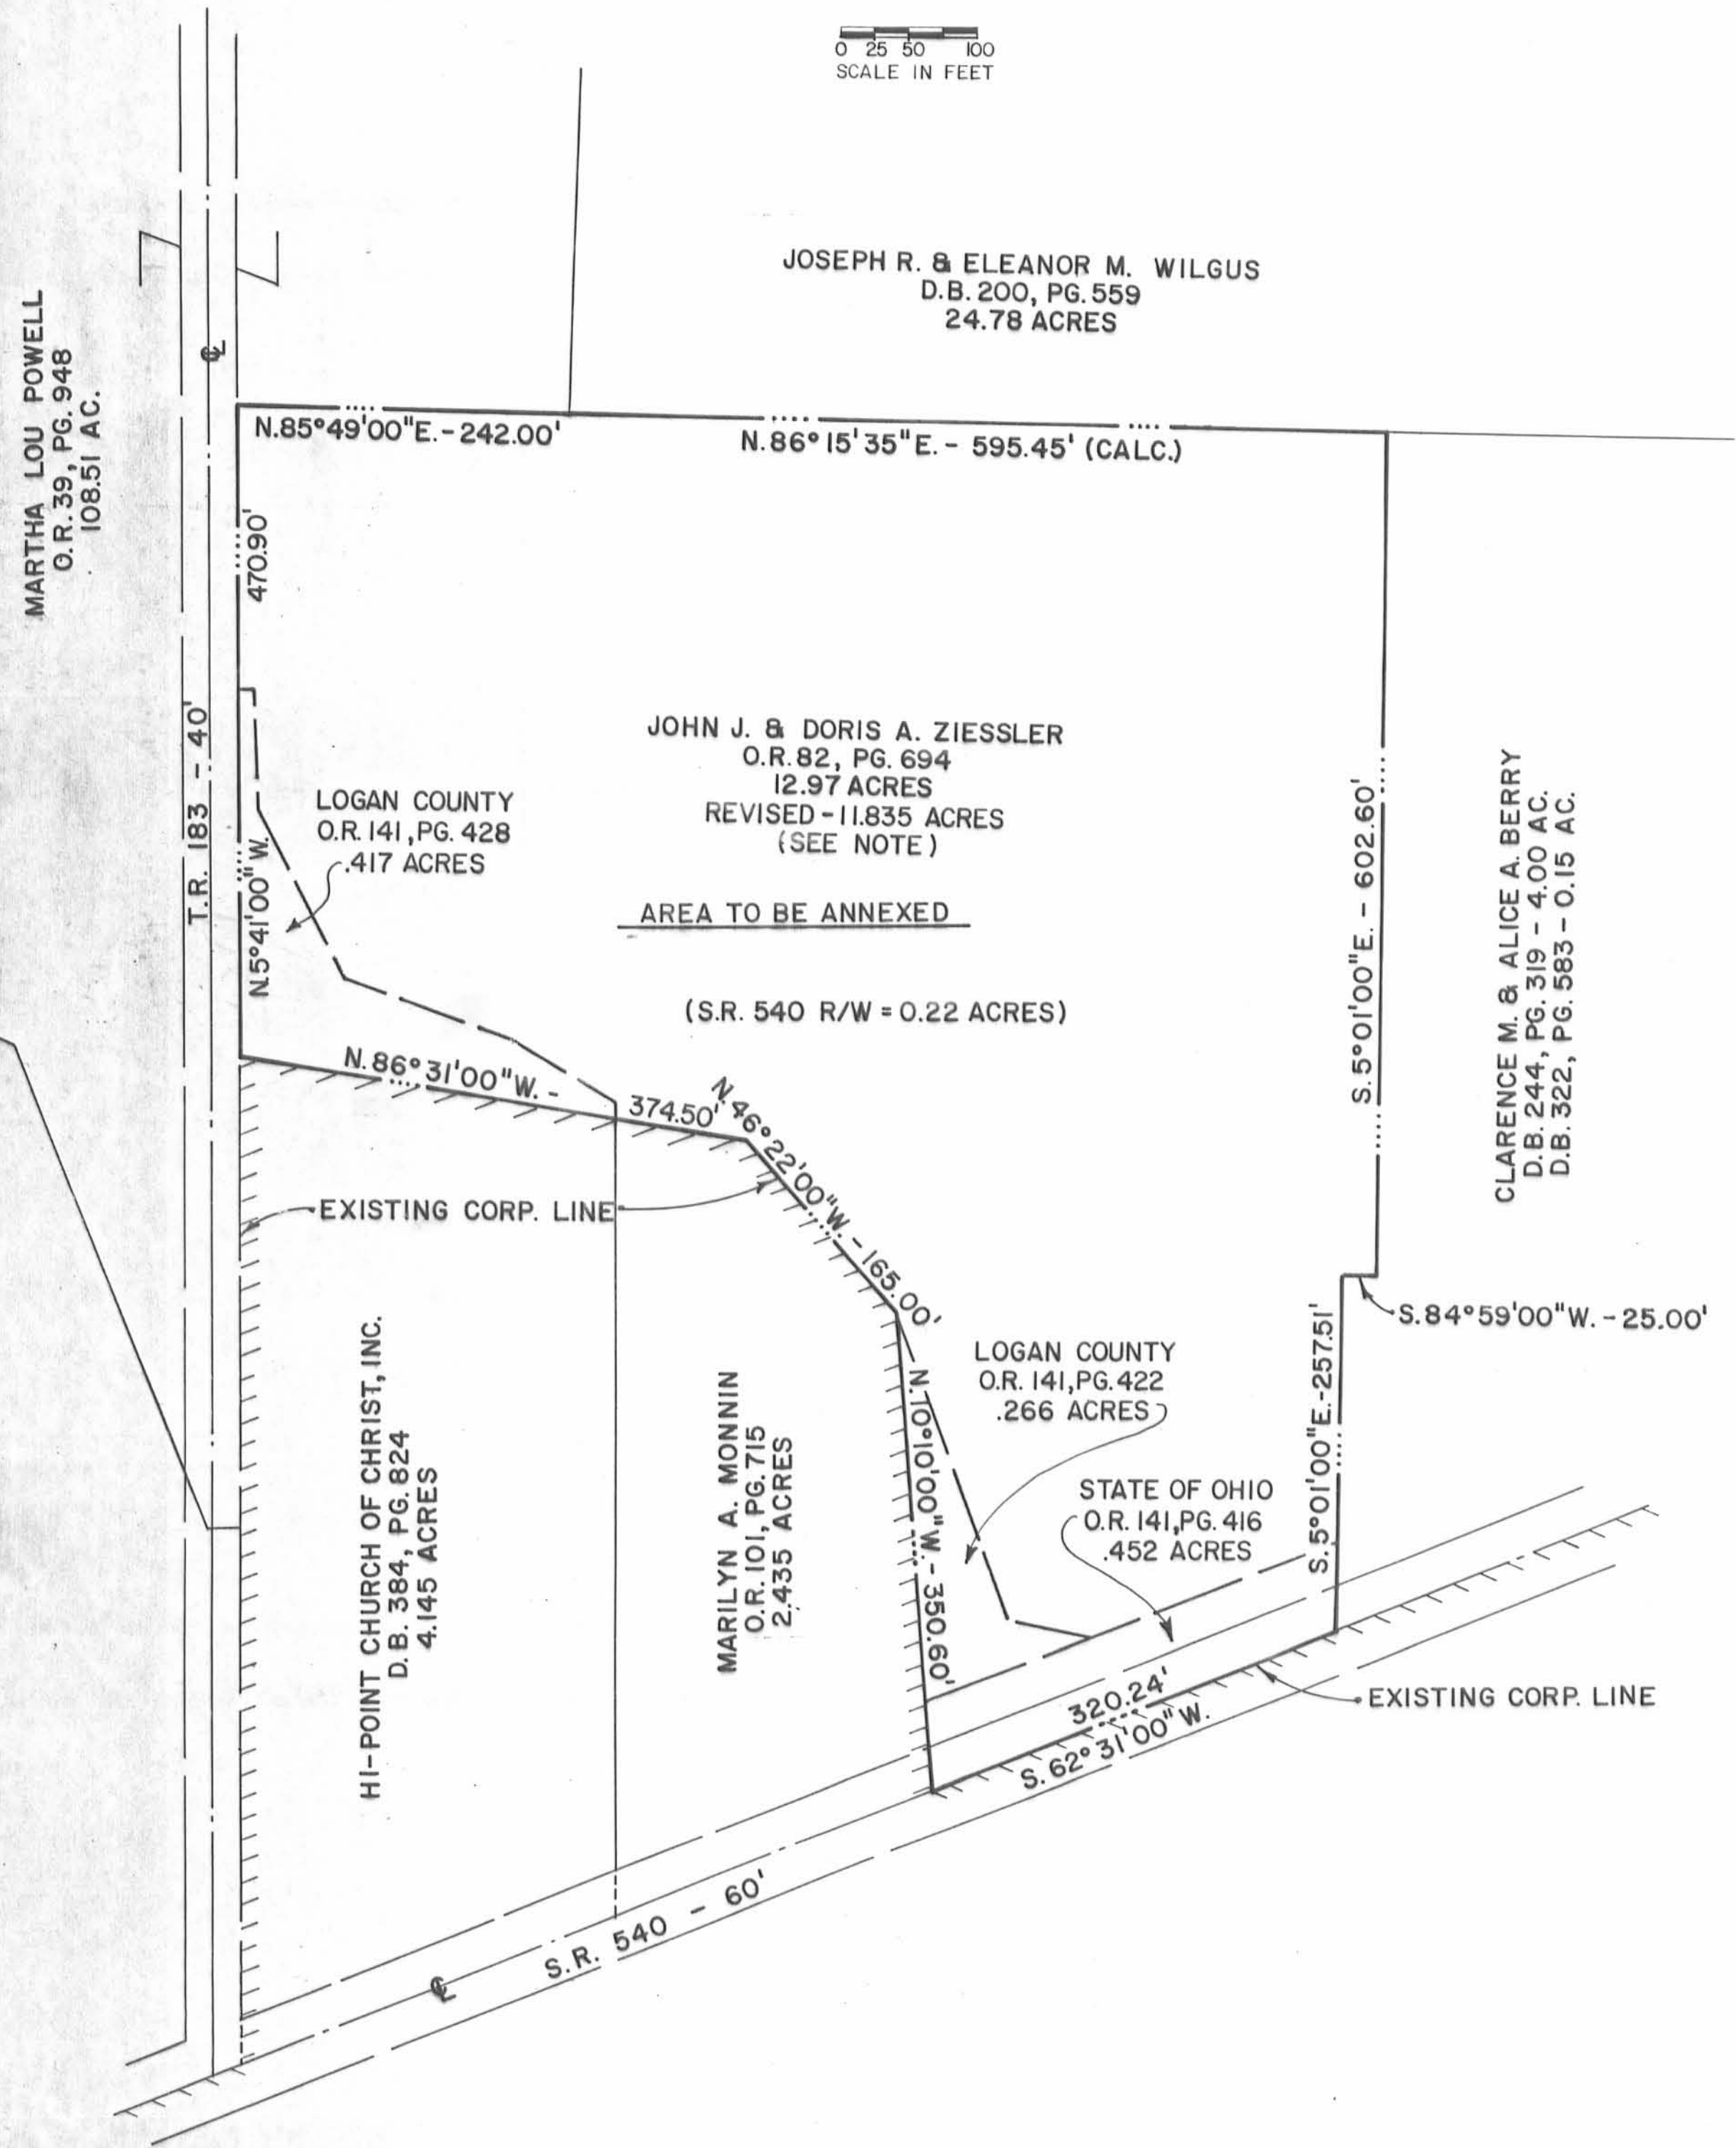 0 25 50 100
SCALE IN FEET
JOSEPH R. & ELEANOR M. WILGUS
D.B. 200, PG. 559
24.78 ACRES
MARTHA LOU POWELL
O.R. 39, PG. 948
108.51 AC.
℄
N.85°49'00"E.-242.00'
N.86°15'35"E.-595.45' (CALC.)
470.90'
N.5°41'00"W.
T.R. 183-40'
JOHN J. & DORIS A. ZIESSLER
O.R. 82, PG. 694
12.97 ACRES
REVISED-11.835 ACRES
(SEE NOTE)
LOGAN COUNTY
O.R. 141, PG. 428
.417 ACRES
AREA TO BE ANNEXED
(S.R. 540 R/W = 0.22 ACRES)
S.5°01'00"E.-602.60'
CLARENCE M. & ALICE A. BERRY
D.B. 244, PG. 319-4.00 AC.
D.B. 322, PG. 583-0.15 AC.
N.86°31'00"W.-
374.50'
N.46°22'00"W.-165.00'
EXISTING CORP. LINE
S.84°59'00"W.-25.00'
S.5°01'00"E.-257.51'
HI-POINT CHURCH OF CHRIST, INC.
D.B. 384, PG. 824
4.145 ACRES
MARILYN A. MONNIN
O.R. 101, PG. 715
2.435 ACRES
N.10°10'00"W.-350.60'
LOGAN COUNTY
O.R. 141, PG. 422
.266 ACRES
STATE OF OHIO
O.R. 141, PG. 416
.452 ACRES
320.24'
S.62°31'00"W.
EXISTING CORP. LINE
S.R. 540 - 60'
℄